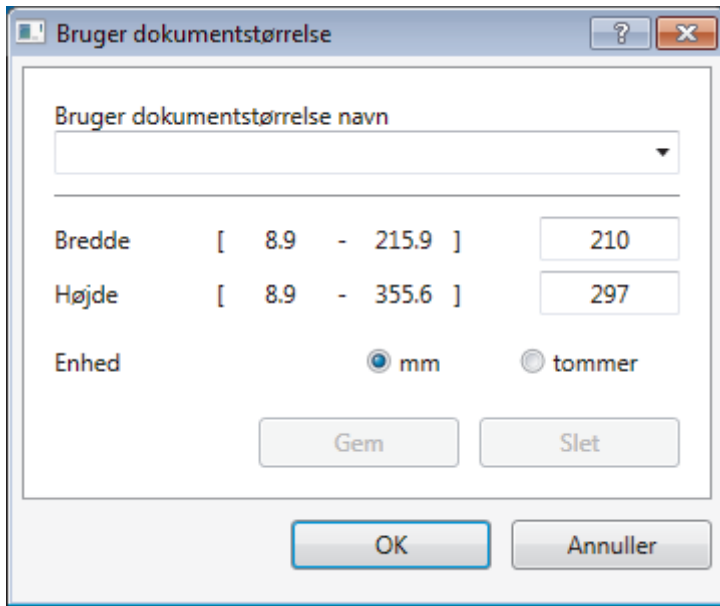 Bruger dokumentstørrelse
Bruger dokumentstørrelse navn
Bredde [ 8.9 - 215.9 ] 210
Højde [ 8.9 - 355.6 ] 297
Enhed mm tommer
Gem Slet
OK Annuller